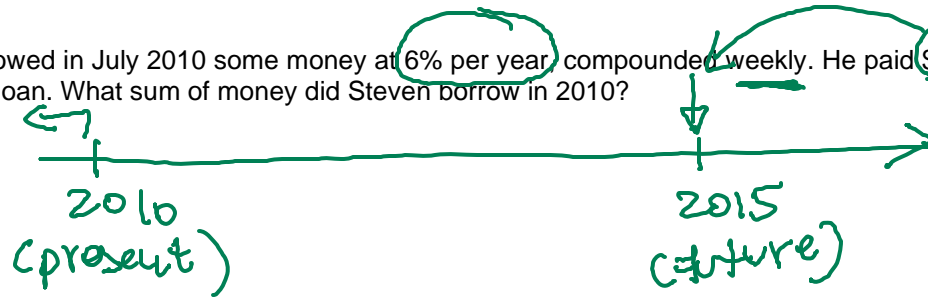 owed in July 2010 some money at 6% per year, compounded weekly. He paid $
oan. What sum of money did Steven borrow in 2010?
2010 2015
(present) (future)